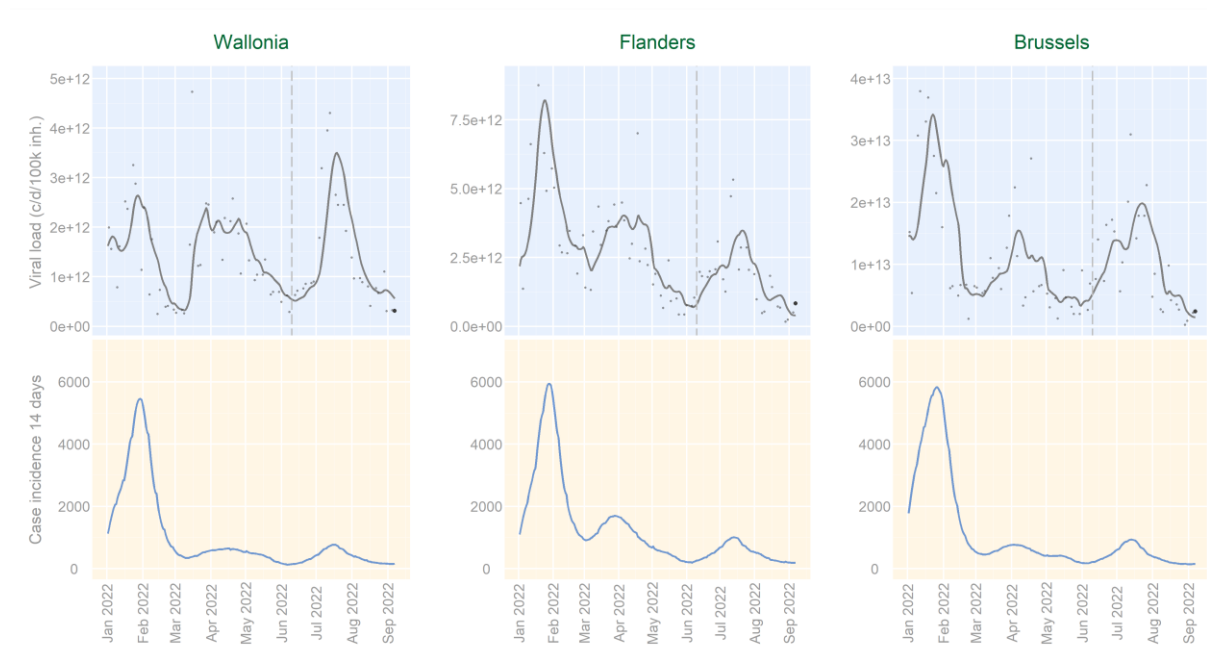 Wallonia
Flanders
Brussels
Viral load (c/d/100k inh.)
5e+12
4e+12
3e+12
2e+12
1e+12
0e+00
7.5e+12
5.0e+12
2.5e+12
0.0e+00
4e+13
3e+13
2e+13
1e+13
0e+00
Case incidence 14 days
6000
4000
2000
0
6000
4000
2000
0
6000
4000
2000
0
Jan 2022
Feb 2022
Mar 2022
Apr 2022
May 2022
Jun 2022
Jul 2022
Aug 2022
Sep 2022
Jan 2022
Feb 2022
Mar 2022
Apr 2022
May 2022
Jun 2022
Jul 2022
Aug 2022
Sep 2022
Jan 2022
Feb 2022
Mar 2022
Apr 2022
May 2022
Jun 2022
Jul 2022
Aug 2022
Sep 2022